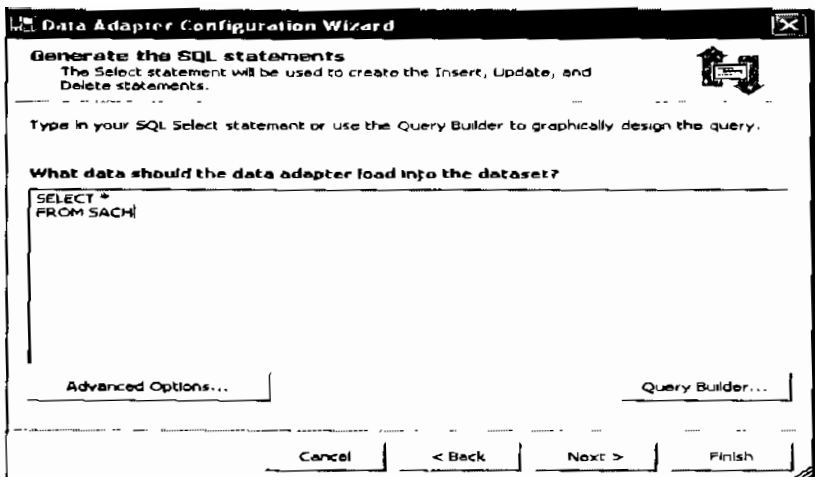 Data Adapter Configuration Wizard
Generate the SQL statements
The Select statement will be used to create the Insert, Update, and
Delete statements.
Type in your SQL Select statement or use the Query Builder to graphically design the query.
What data should the data adapter load into the dataset?
SELECT *
FROM SACH
Advanced Options...
Query Builder...
Cancel
< Back
Next >
Finish